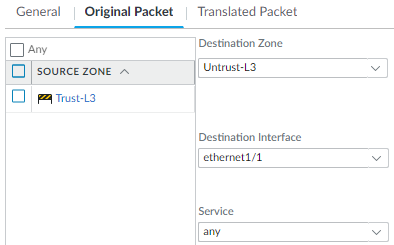 General
Original Packet
Translated Packet
Any
SOURCE ZONE
Trust-L3
Destination Zone
Untrust-L3
Destination Interface
ethernet1/1
Service
any